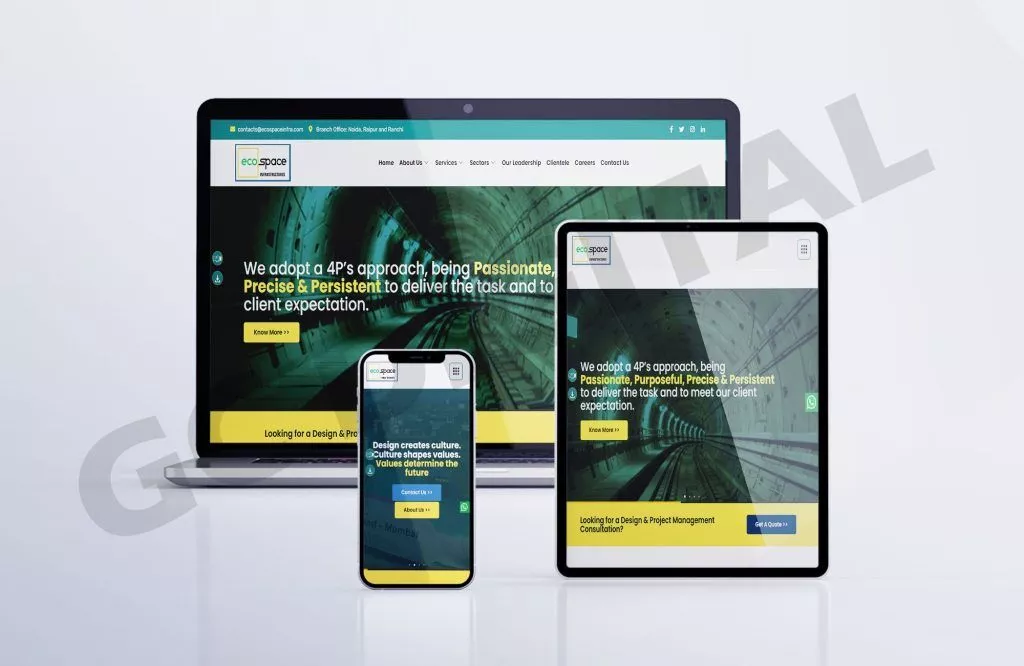 contacts@ecospaceinfra.com Branch Office: Noida, Raipur and Ranchi
eco.space
INFRASTRUCTURES
Home About Us Services Sectors Our Leadership Clientele Careers Contact Us
We adopt a 4P's approach, being Passionate,
Precise & Persistent to deliver the task and to
client expectation.
Know More >>
Looking for a Design & Pro
eco.space
Design creates culture.
Culture shapes values.
Values determine the
future
Contact Us >>
About Us >>
Mumbai
eco.space
We adopt a 4P's approach, being
Passionate, Purposeful, Precise & Persistent
to deliver the task and to meet our client
expectation.
Know More >>
Looking for a Design & Project Management
Consultation?
Get A Quote >>